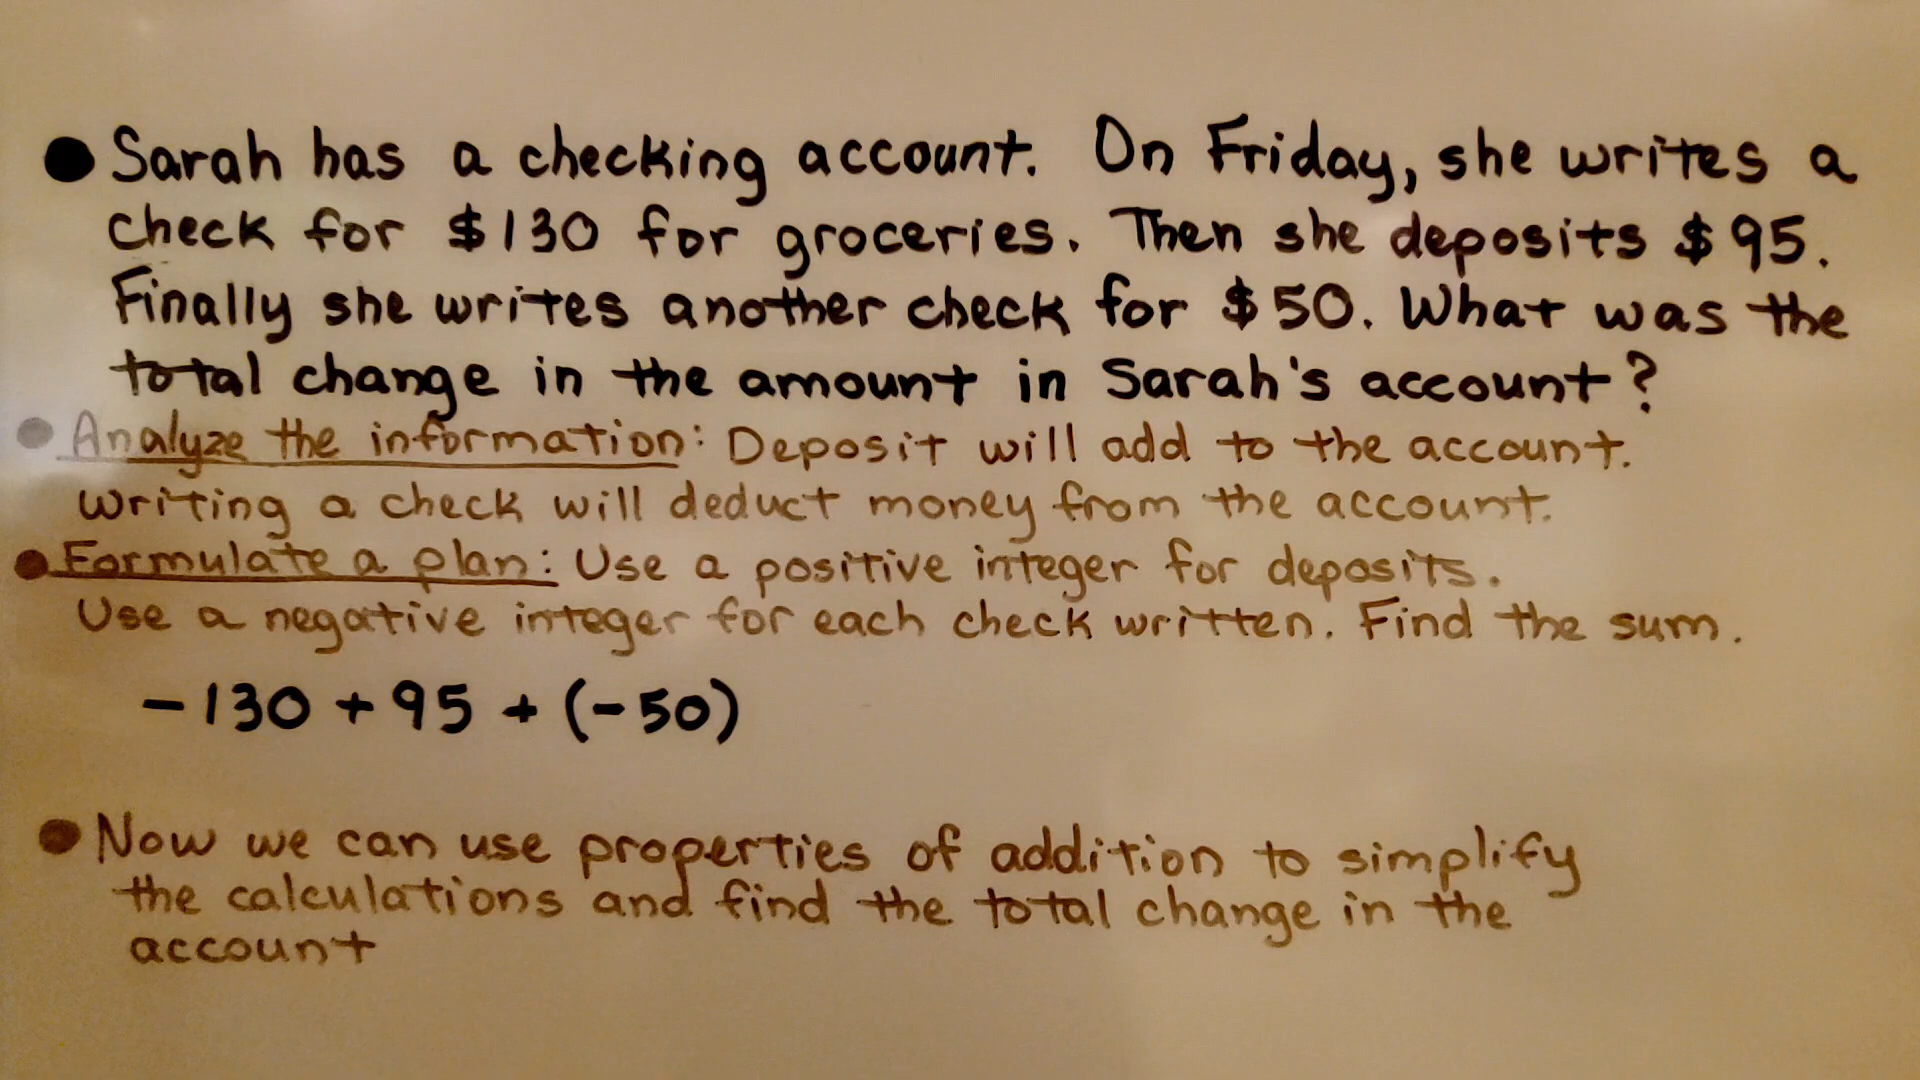 ● Sarah has a checking account. On Friday, she writes a
check for $130 for groceries. Then she deposits $95.
Finally she writes another check for $50. What was the
total change in the amount in Sarah's account?
● Analyze the information: Deposit will add to the account.
Writing a check will deduct money from the account.
● Formulate a plan: Use a positive integer for deposits.
Use a negative integer for each check written. Find the sum.
-130 + 95 + (-50)
● Now we can use properties of addition to simplify
the calculations and find the total change in the
account